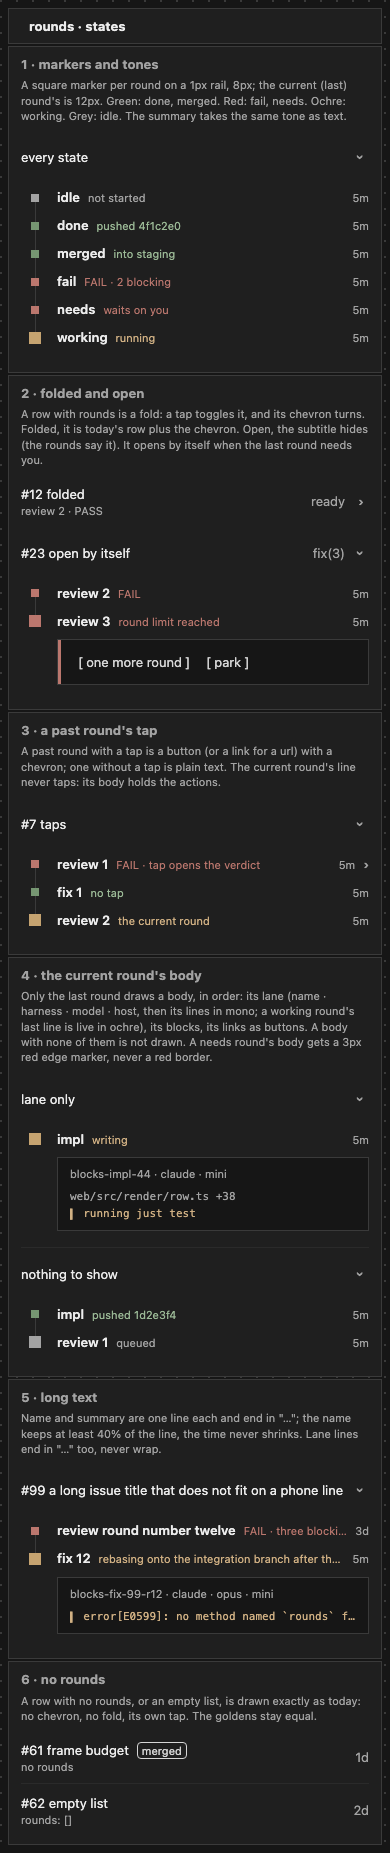 rounds · states
1 · markers and tones
A square marker per round on a 1px rail, 8px; the current (last)
round's is 12px. Green: done, merged. Red: fail, needs. Ochre:
working. Grey: idle. The summary takes the same tone as text.
every state
idle not started 5m
done pushed 4f1c2e0 5m
merged into staging 5m
fail FAIL · 2 blocking 5m
needs waits on you 5m
working running 5m
2 · folded and open
A row with rounds is a fold: a tap toggles it, and its chevron turns.
Folded, it is today's row plus the chevron. Open, the subtitle hides
(the rounds say it). It opens by itself when the last round needs
you.
#12 folded ready ›
review 2 · PASS
#23 open by itself fix(3)
review 2 FAIL 5m
review 3 round limit reached 5m
[ one more round ] [ park ]
3 · a past round's tap
A past round with a tap is a button (or a link for a url) with a
chevron; one without a tap is plain text. The current round's line
never taps: its body holds the actions.
#7 taps
review 1 FAIL · tap opens the verdict 5m ›
fix 1 no tap 5m
review 2 the current round 5m
4 · the current round's body
Only the last round draws a body, in order: its lane (name ·
harness · model · host, then its lines in mono; a working round's
last line is live in ochre), its blocks, its links as buttons. A body
with none of them is not drawn. A needs round's body gets a 3px
red edge marker, never a red border.
lane only
impl writing 5m
blocks-impl-44 · claude · mini
web/src/render/row.ts +38
running just test
nothing to show
impl pushed 1d2e3f4 5m
review 1 queued 5m
5 · long text
Name and summary are one line each and end in "…"; the name
keeps at least 40% of the line, the time never shrinks. Lane lines
end in "…" too, never wrap.
#99 a long issue title that does not fit on a phone line
review round number twelve FAIL · three blocki… 3d
fix 12 rebasing onto the integration branch after th… 5m
blocks-fix-99-r12 · claude · opus · mini
error[E0599]: no method named `rounds` f…
6 · no rounds
A row with no rounds, or an empty list, is drawn exactly as today:
no chevron, no fold, its own tap. The goldens stay equal.
#61 frame budget merged 1d
no rounds
#62 empty list 2d
rounds: []